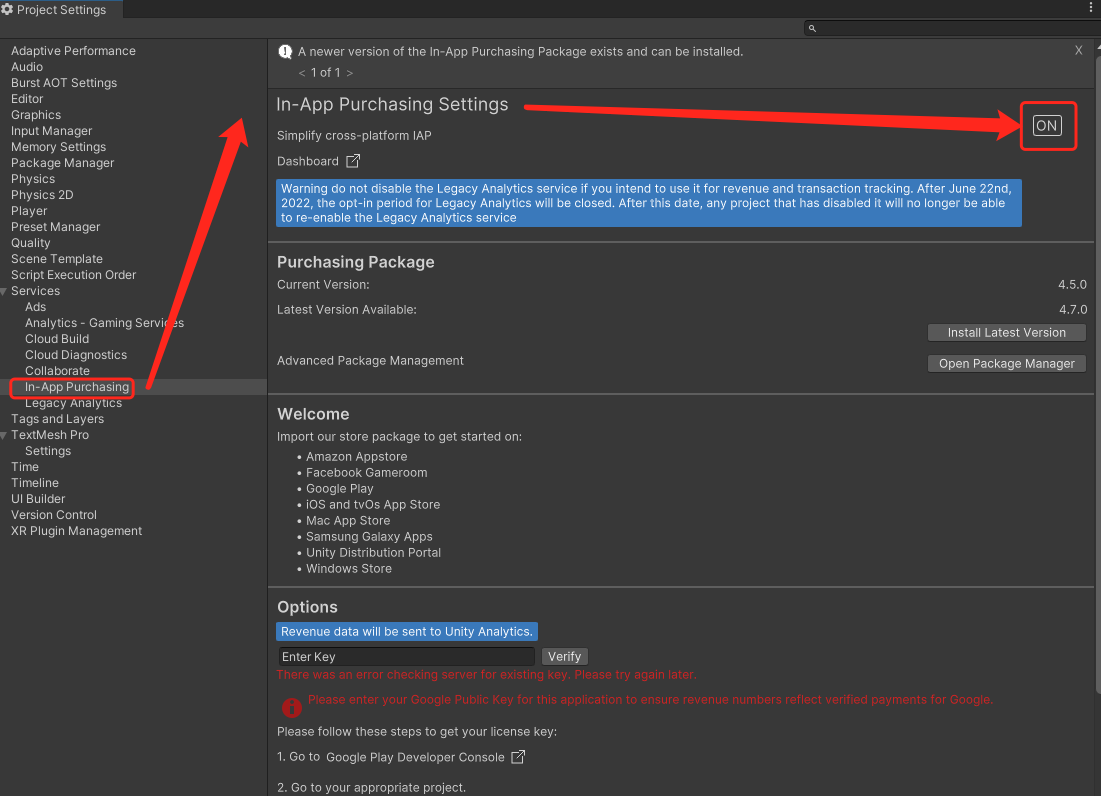 Project Settings
Adaptive Performance
Audio
Burst AOT Settings
Editor
Graphics
Input Manager
Memory Settings
Package Manager
Physics
Physics 2D
Player
Preset Manager
Quality
Scene Template
Script Execution Order
Services
Ads
Analytics - Gaming Services
Cloud Build
Cloud Diagnostics
Collaborate
In-App Purchasing
Legacy Analytics
Tags and Layers
TextMesh Pro
Settings
Time
Timeline
UI Builder
Version Control
XR Plugin Management
A newer version of the In-App Purchasing Package exists and can be installed.
X
< 1 of 1 >
In-App Purchasing Settings
ON
Simplify cross-platform IAP
Dashboard
Warning do not disable the Legacy Analytics service if you intend to use it for revenue and transaction tracking. After June 22nd,
2022, the opt-in period for Legacy Analytics will be closed. After this date, any project that has disabled it will no longer be able
to re-enable the Legacy Analytics service
Purchasing Package
Current Version: 4.5.0
Latest Version Available: 4.7.0
Install Latest Version
Advanced Package Management
Open Package Manager
Welcome
Import our store package to get started on:
• Amazon Appstore
• Facebook Gameroom
• Google Play
• iOS and tvOs App Store
• Mac App Store
• Samsung Galaxy Apps
• Unity Distribution Portal
• Windows Store
Options
Revenue data will be sent to Unity Analytics.
Enter Key
Verify
There was an error checking server for existing key. Please try again later.
Please enter your Google Public Key for this application to ensure revenue numbers reflect verified payments for Google.
Please follow these steps to get your license key:
1. Go to Google Play Developer Console
2. Go to your appropriate project.